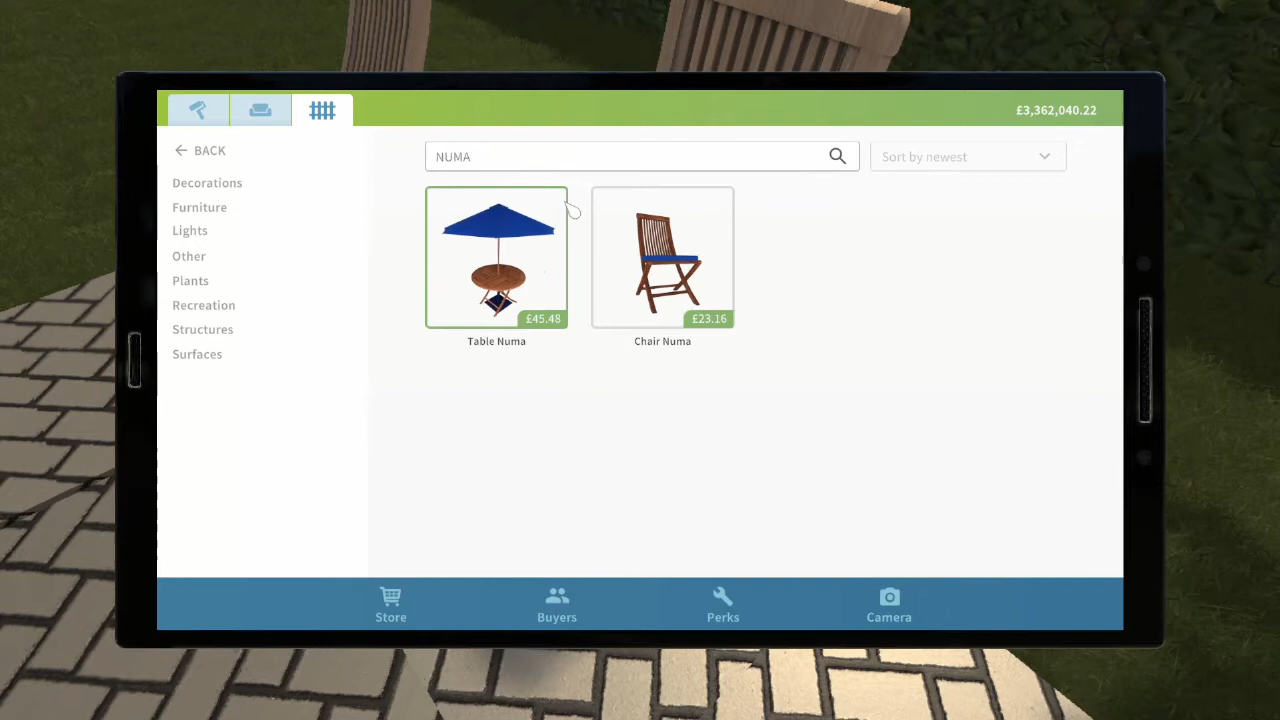 £3,362,040.22
BACK
NUMA
Sort by newest
Decorations
Furniture
Lights
Other
Plants
Recreation
Structures
Surfaces
£45.48
£23.16
Table Numa
Chair Numa
Store
Buyers
Perks
Camera